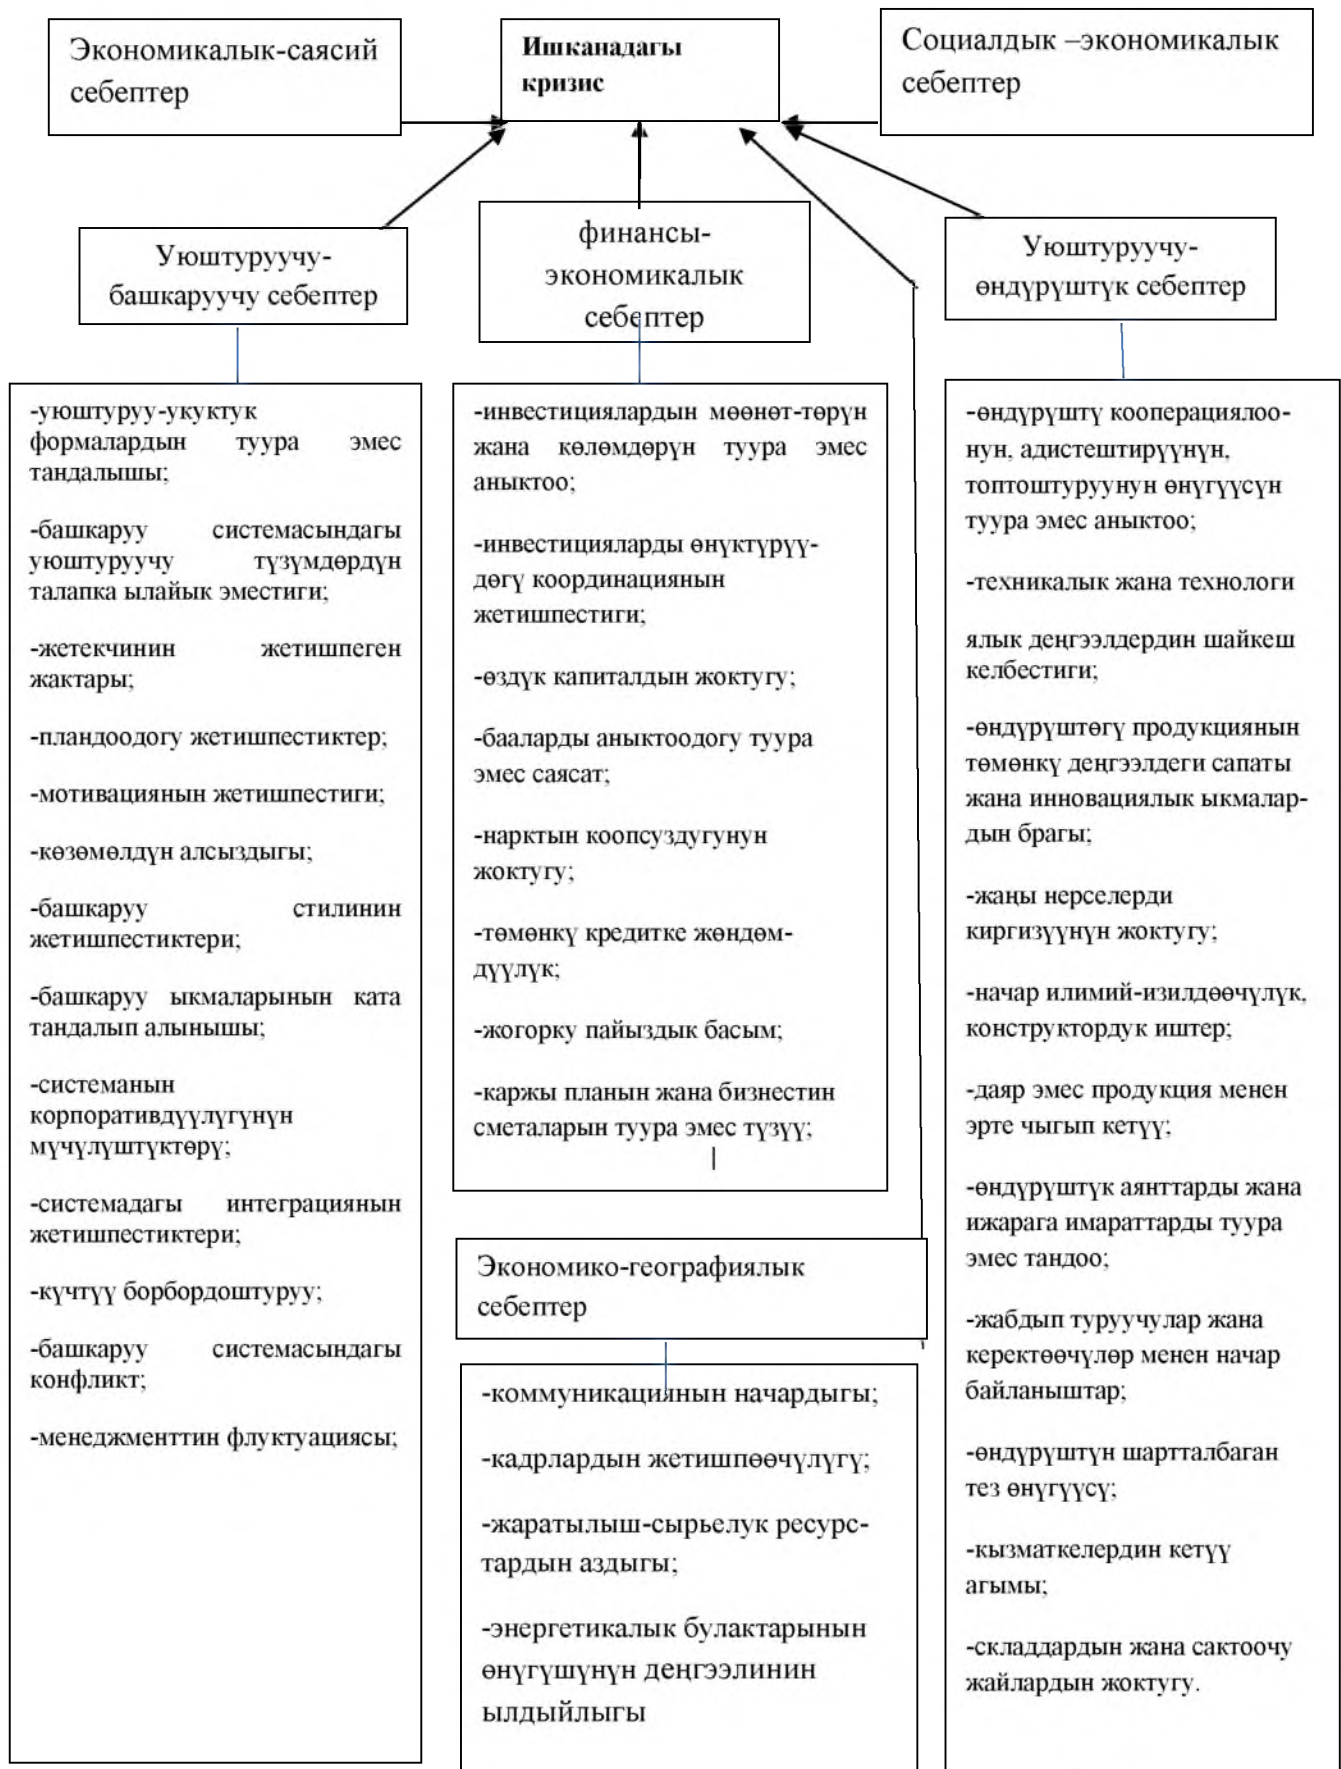 Экономикалык-саясий
себептер
Ишканадагы
кризис
Социалдык –экономикалык
себептер
Уюштуруучу-
башкаруучу себептер
финансы-
экономикалык
себептер
Уюштуруучу-
өндүрүштүк себептер
-уюштуруу-укуктук
формалардын туура эмес
тандалышы;
-башкаруу системасындагы
уюштуруучу түзүмдөрдүн
талапка ылайык эместиги;
-жетекчинин жетишпеген
жактары;
-пландоодогу жетишпестиктер;
-мотивациянын жетишпестиги;
-көзөмөлдүн алсыздыгы;
-башкаруу стилинин
жетишпестиктери;
-башкаруу ыкмаларынын ката
тандалып алынышы;
-системанын
корпоративдүүлүгүнүн
мүчүлүштүктөрү;
-системадагы интеграциянын
жетишпестиктери;
-күчтүү борбордоштуруу;
-башкаруу системасындагы
конфликт;
-менеджменттин флуктуациясы;
-инвестициялардын мөөнөт-төрүн
жана көлөмдөрүн туура эмес
аныктоо;
-инвестицияларды өнүктүрүү-
дөгү координациянын
жетишпестиги;
-өздүк капиталдын жоктугу;
-бааларды аныктоодогу туура
эмес саясат;
-нарктын коопсуздугунун
жоктугу;
-төмөнкү кредитке жөндөм-
дүүлүк;
-жогорку пайыздык басым;
-каржы планын жана бизнестин
сметаларын туура эмес түзүү;
Экономико-географиялык
себептер
-коммуникациянын начардыгы;
-кадрлардын жетишпөөчүлүгү;
-жаратылыш-сырьелук ресурс-
тардын аздыгы;
-энергетикалык булактарынын
өнүгүшүнүн деңгээлинин
ылдыйлыгы
-өндүрүштү кооперациялоо-
нун, адистештирүүнүн,
топтоштуруунун өнүгүүсүн
туура эмес аныктоо;
-техникалык жана технологи
ялык деңгээлдердин шайкеш
келбестиги;
-өндүрүштөгү продукциянын
төмөнкү деңгээлдеги сапаты
жана инновациялык ыкмалар-
дын брагы;
-жаңы нерселерди
киргизүүнүн жоктугу;
-начар илимий-изилдөөчүлүк,
конструктордук иштер;
-даяр эмес продукция менен
эрте чыгып кетүү;
-өндүрүштүк аянттарды жана
ижарага имараттарды туура
эмес тандоо;
-жабдып туруучулар жана
керектөөчүлөр менен начар
байланыштар;
-өндүрүштүн шартталбаган
тез өнүгүүсү;
-кызматкелердин кетүү
агымы;
-складдардын жана сактоочу
жайлардын жоктугу.